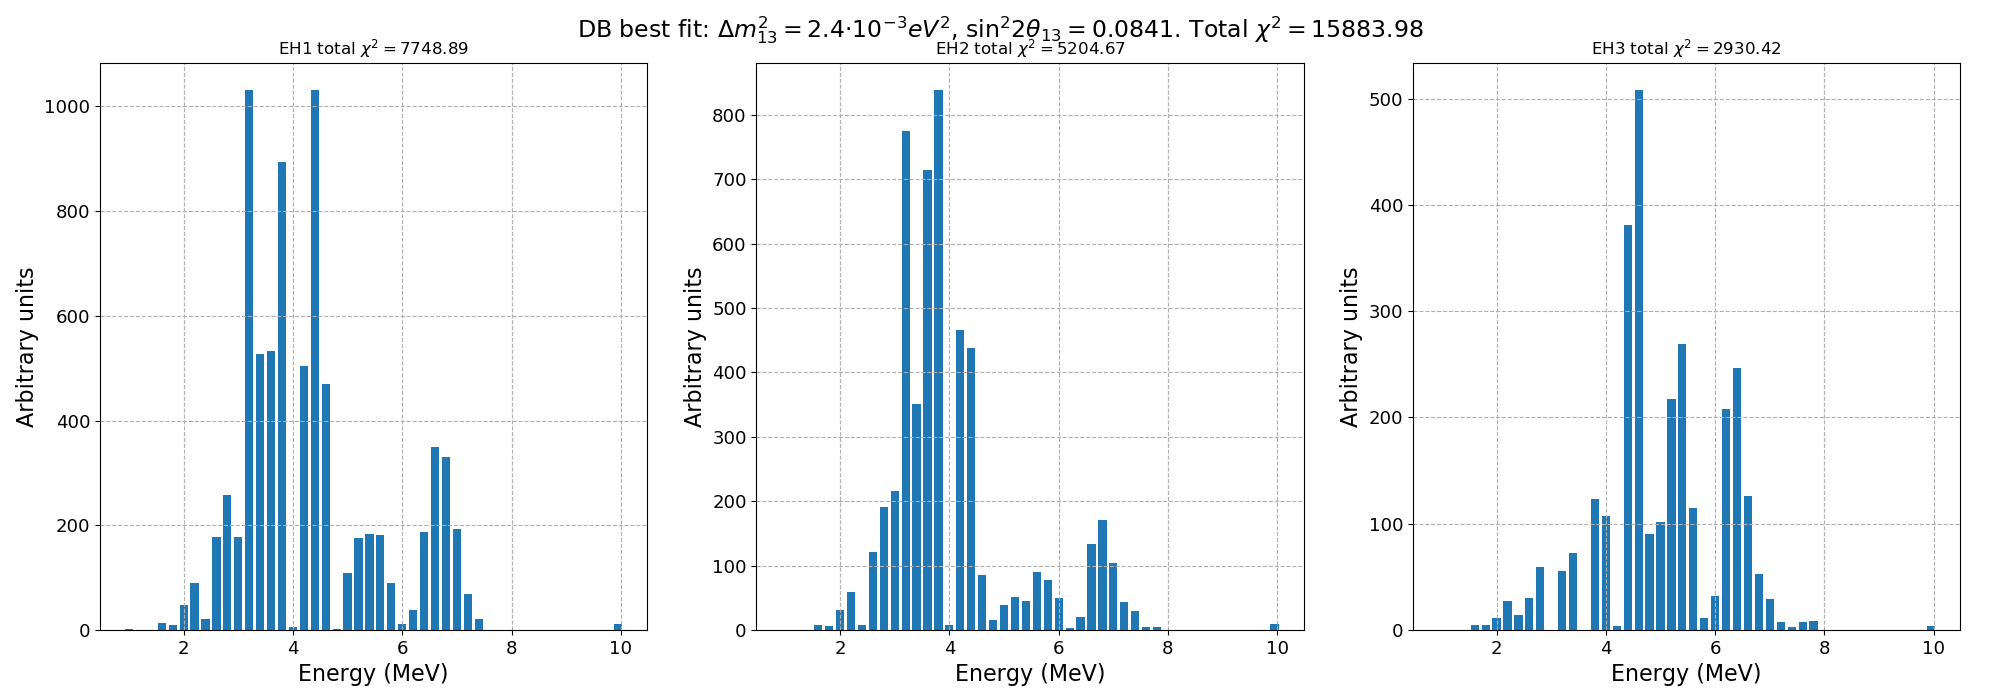 DB best fit: Δm²₁₃ = 2.4·10⁻³eV², sin²2θ₁₃ = 0.0841. Total χ² = 15883.98
EH1 total χ² = 7748.89
1000
800
600
400
200
0
2 4 6 8 10
Arbitrary units
Energy (MeV)
EH2 total χ² = 5204.67
800
700
600
500
400
300
200
100
0
2 4 6 8 10
Arbitrary units
Energy (MeV)
EH3 total χ² = 2930.42
500
400
300
200
100
0
2 4 6 8 10
Arbitrary units
Energy (MeV)